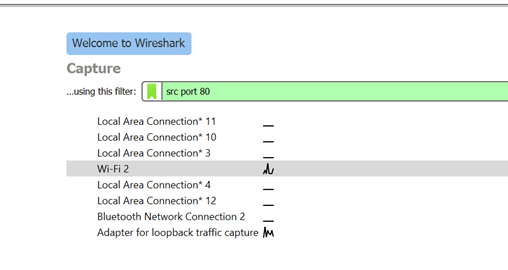 Welcome to Wireshark
Capture
...using this filter: src port 80
Local Area Connection* 11
Local Area Connection* 10
Local Area Connection* 3
Wi-Fi 2
Local Area Connection* 4
Local Area Connection* 12
Bluetooth Network Connection 2
Adapter for loopback traffic capture